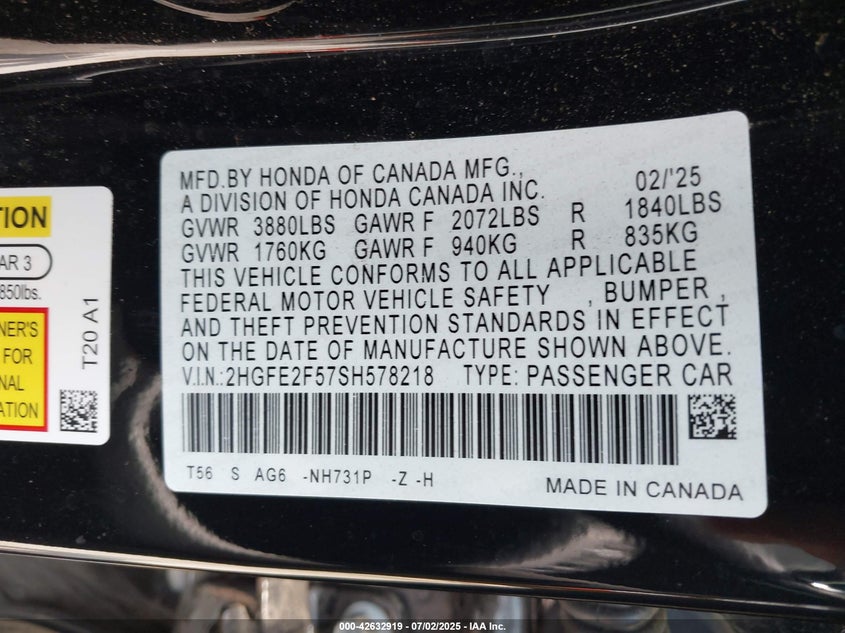 MFD.BY HONDA OF CANADA MFG.,
A DIVISION OF HONDA CANADA INC. 02/'25
GVWR 3880LBS GAWR F 2072LBS R 1840LBS
GVWR 1760KG GAWR F 940KG R 835KG
THIS VEHICLE CONFORMS TO ALL APPLICABLE
FEDERAL MOTOR VEHICLE SAFETY , BUMPER ,
AND THEFT PREVENTION STANDARDS IN EFFECT
ON THE DATE OF MANUFACTURE SHOWN ABOVE.
V.I.N.:2HGFE2F57SH578218 TYPE: PASSENGER CAR
T56 S AG6 -NH731P -Z -H
MADE IN CANADA
TION
AR 3
850lbs.
NER'S
FOR
NAL
ATION
T20 A1
000-42632919 - 07/02/2025 - IAA Inc.